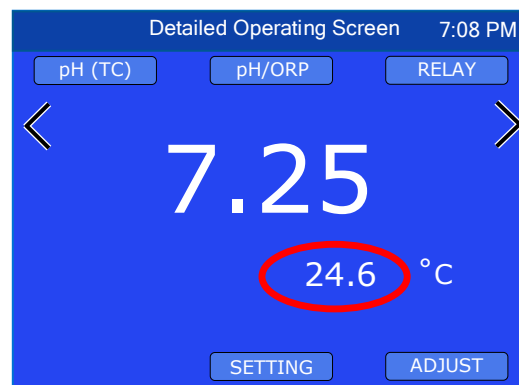 Detailed Operating Screen 7:08 PM
pH (TC) pH/ORP RELAY
7.25
24.6 °C
SETTING ADJUST